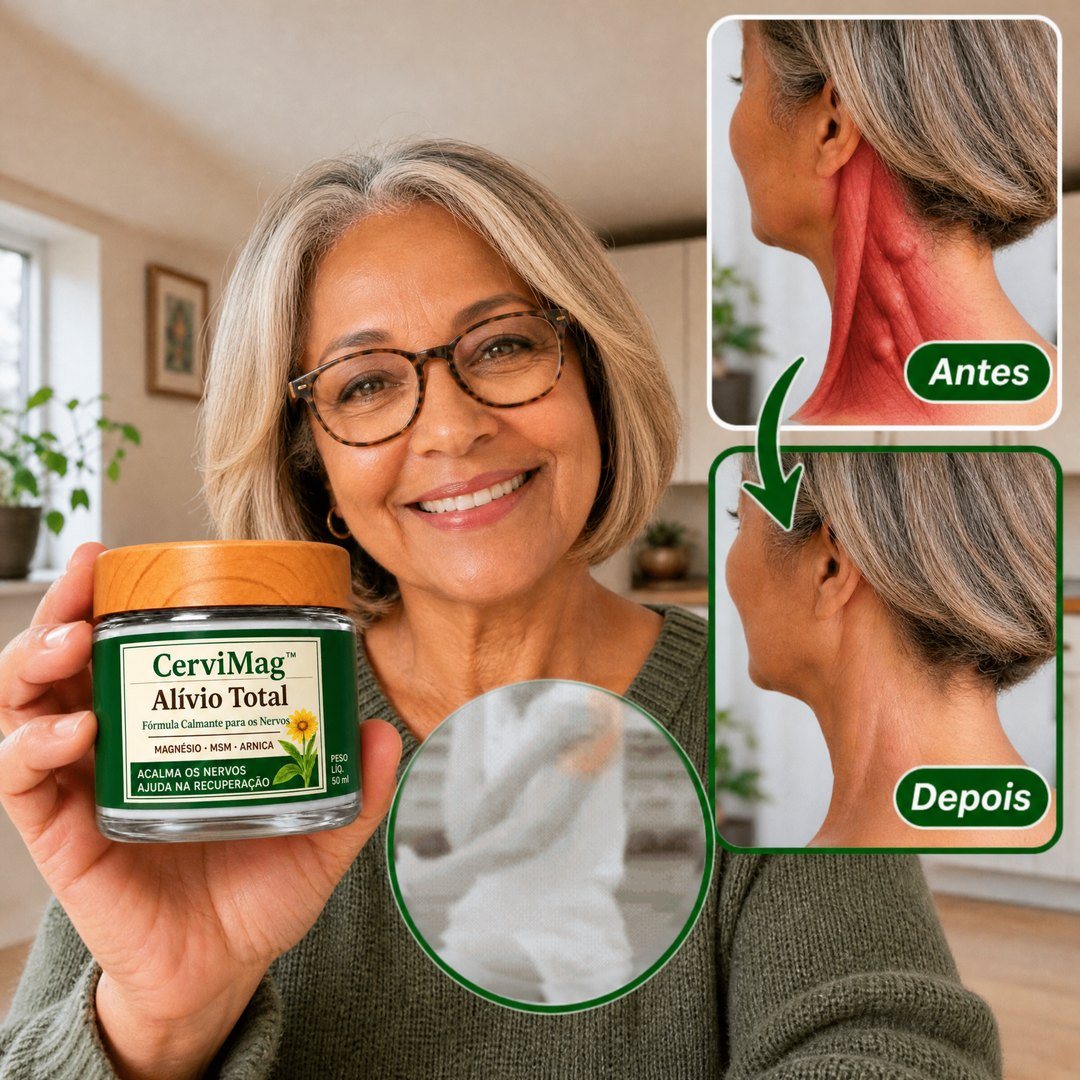 Antes
Depois
CerviMag™
Alívio Total
Fórmula Calmante para os Nervos
MAGNÉSIO · MSM · ARNICA
ACALMA OS NERVOS
AJUDA NA RECUPERAÇÃO
PESO
LÍQ.
50 ml